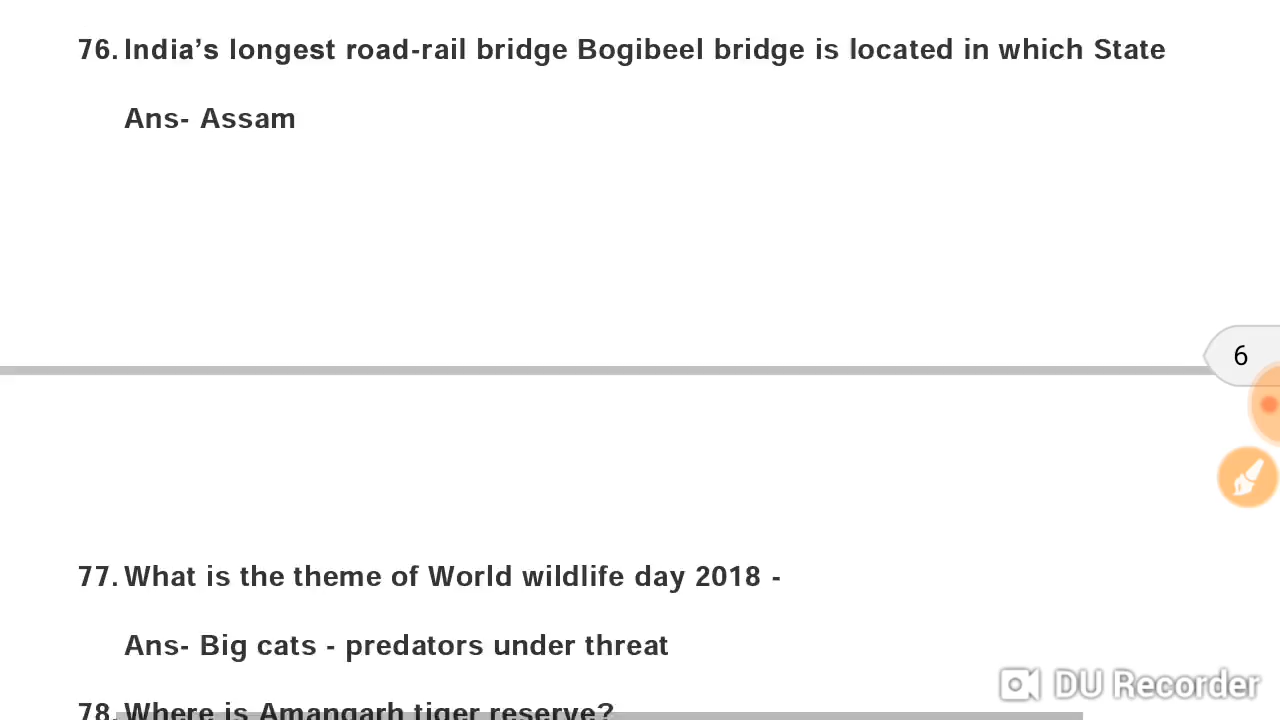 76. India’s longest road-rail bridge Bogibeel bridge is located in which State
Ans- Assam
6
77. What is the theme of World wildlife day 2018 -
Ans- Big cats - predators under threat
DU Recorder
78. Where is Amangarh tiger reserve?